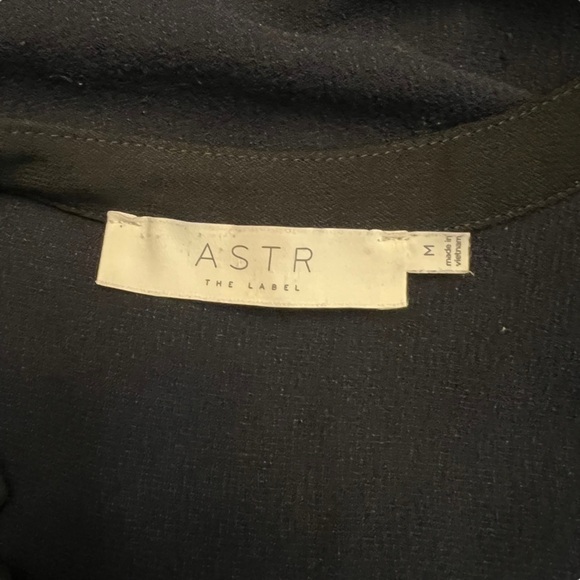 ASTR
THE LABEL
M
made in
vietnam